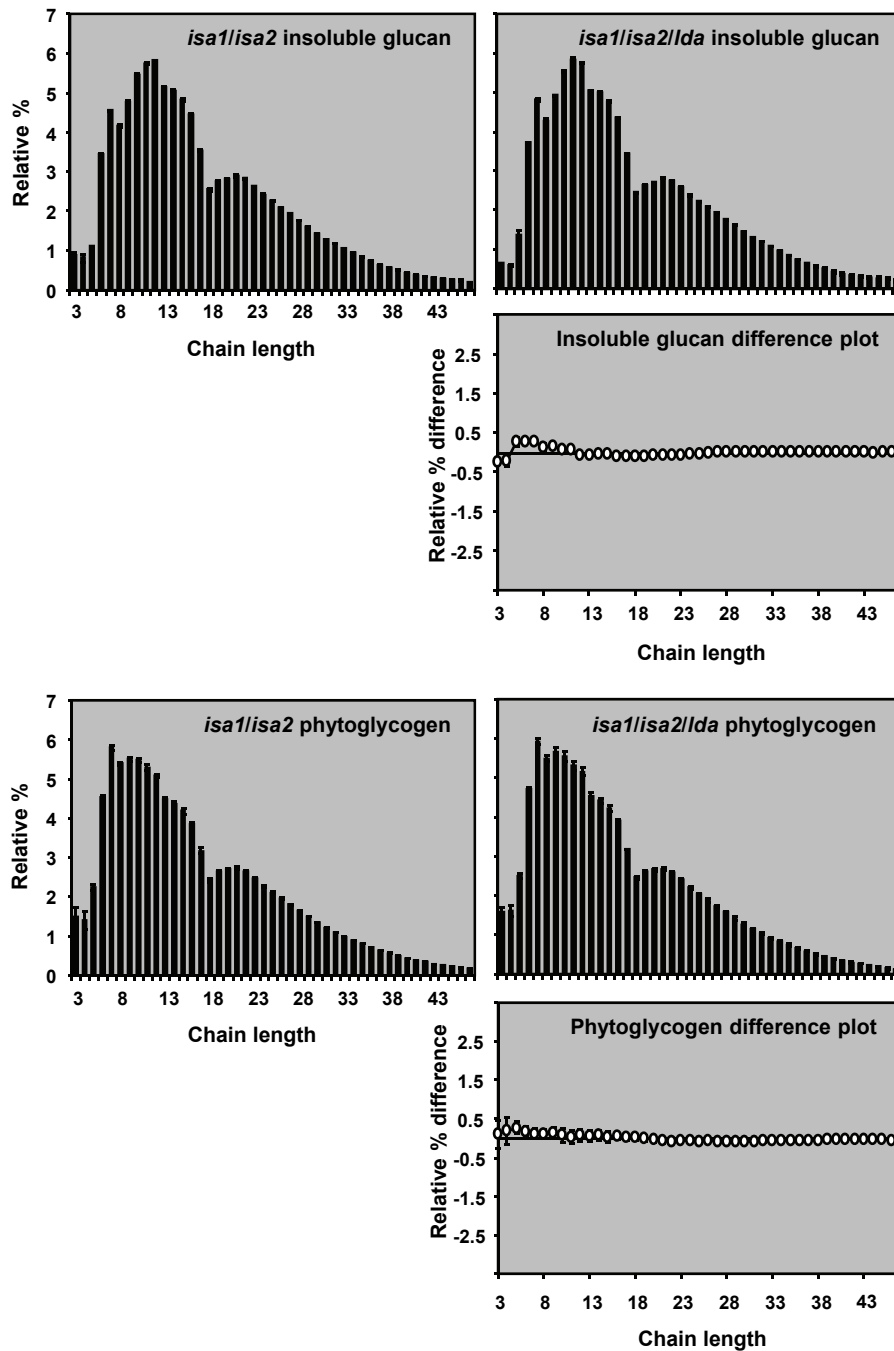 isa1/isa2 insoluble glucan
Relative %
7
6
5
4
3
2
1
0
3 8 13 18 23 28 33 38 43
Chain length
isa1/isa2/lda insoluble glucan
Insoluble glucan difference plot
Relative % difference
2.5
0.5
-0.5
-1.5
-2.5
3 8 13 18 23 28 33 38 43
Chain length
isa1/isa2 phytoglycogen
Relative %
7
6
5
4
3
2
1
0
3 8 13 18 23 28 33 38 43
Chain length
isa1/isa2/lda phytoglycogen
Phytoglycogen difference plot
Relative % difference
2.5
1.5
0.5
-0.5
-1.5
-2.5
3 8 13 18 23 28 33 38 43
Chain length